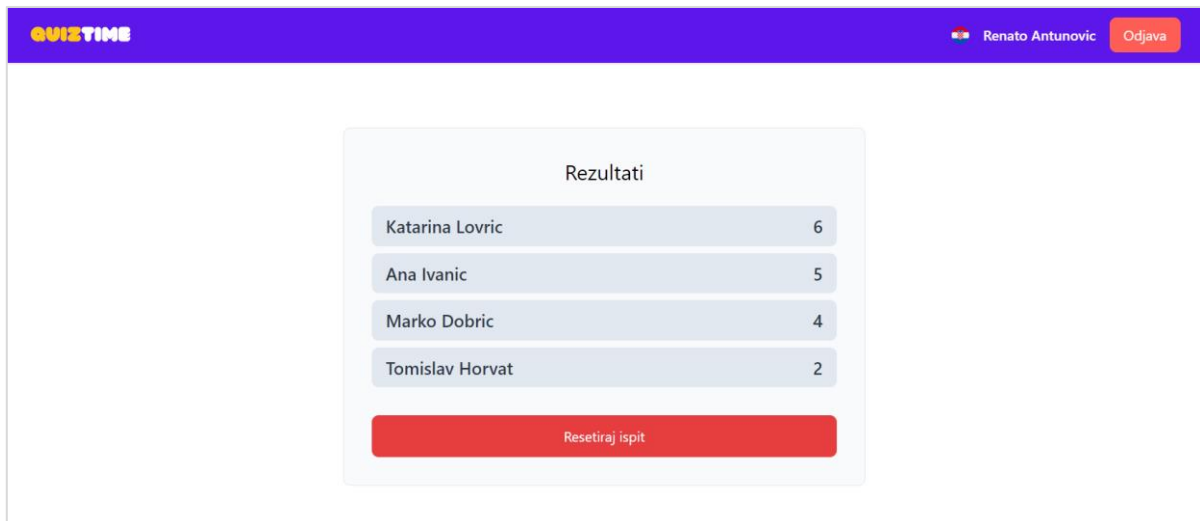 QUIZTIME
Renato Antunovic Odjava
Rezultati
Katarina Lovric 6
Ana Ivanic 5
Marko Dobric 4
Tomislav Horvat 2
Resetiraj ispit